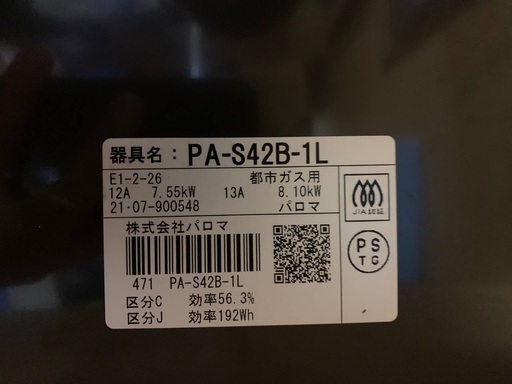 器具名： PA-S42B-1L
E1-2-26 都市ガス用
12A 7.55kW 13A 8.10kW
21-07-900548 パロマ
株式会社パロマ
471 PA-S42B-1L
区分C 効率56.3%
区分J 効率192Wh
JIA認証
PS
TG